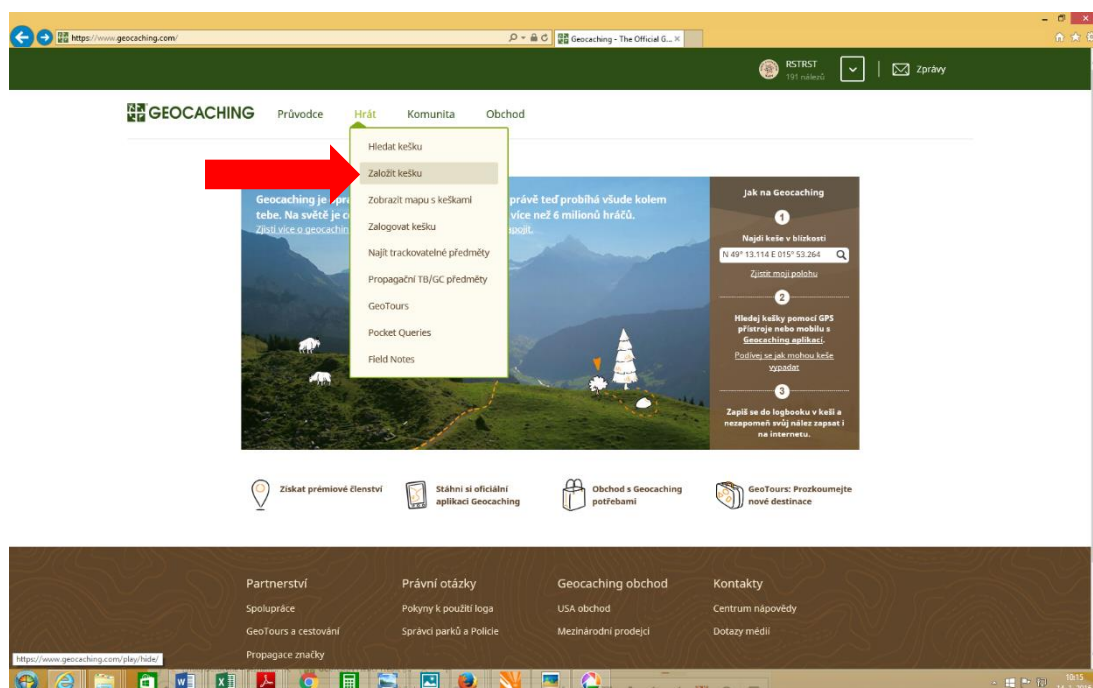 https://www.geocaching.com/
Geocaching - The Official G...
RSTRST
191 nálezů
Zprávy
GEOCACHING
Průvodce
Hrát
Komunita
Obchod
Hledat kešku
Založit kešku
Zobrazit mapu s keškami
Zalogovat kešku
Najít trackovatelné předměty
Propagační TB/GC předměty
GeoTours
Pocket Queries
Field Notes
Geocaching je
právě teď probíhá všude kolem
tebe. Na světě je
více než 6 milionů hráčů.
Zjisti více o
Jak na Geocaching
1
Najdi keše v blízkosti
N 49° 13.114 E 015° 53.264
Zjistit moji polohu
2
Hledej kešky pomocí GPS
přístroje nebo mobilu s
Geocaching aplikací.
Podívej se jak mohou keše
vypadat
3
Zapiš se do logbooku v keši a
nezapomeň svůj nález zapsat i
na internetu.
Získat prémiové členství
Stáhni si oficiální
aplikaci Geocaching
Obchod s Geocaching
potřebami
GeoTours: Prozkoumejte
nové destinace
Partnerství
Spolupráce
GeoTours a cestování
Propagace značky
Právní otázky
Pokyny k použití loga
Správci parků a Policie
Geocaching obchod
USA obchod
Mezinárodní prodejci
Kontakty
Centrum nápovědy
Dotazy médií
https://www.geocaching.com/play/hide/
10:15